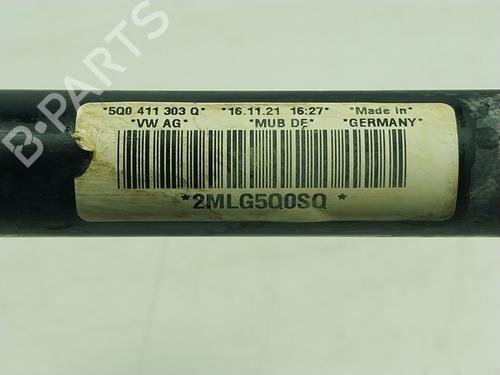 *5Q0 411 303 Q* *16.11.21 16:27* *Made in*
*VW AG* *MUB DE* *GERMANY*
*2MLG5Q0SQ *
B-PARTS